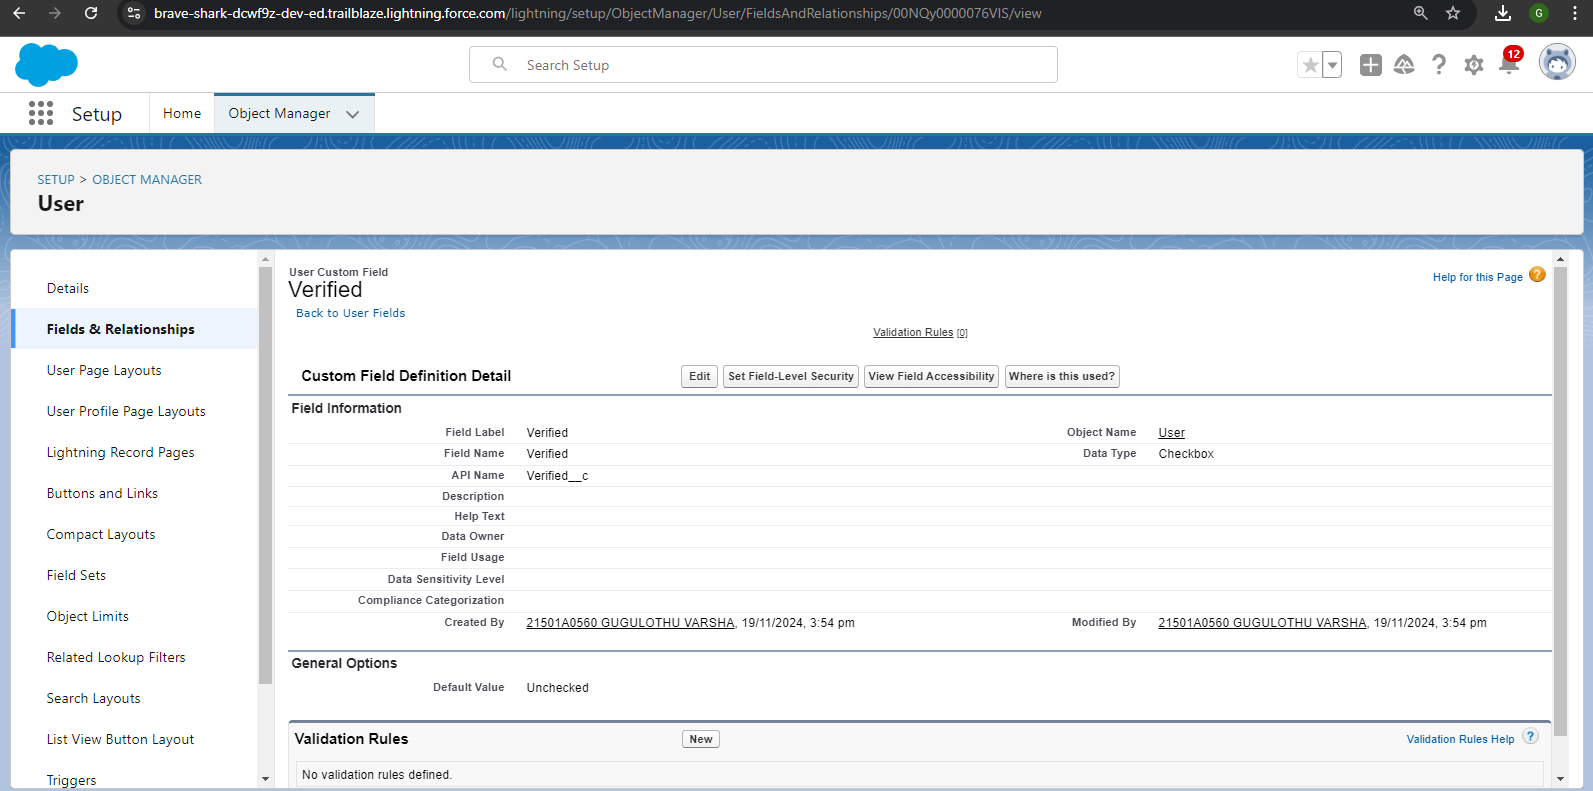 brave-shark-dcwf9z-dev-ed.trailblaze.lightning.force.com/lightning/setup/ObjectManager/User/FieldsAndRelationships/00NQy0000076VIS/view
G
Search Setup
12
Setup
Home
Object Manager
SETUP > OBJECT MANAGER
User
Details
Fields & Relationships
User Page Layouts
User Profile Page Layouts
Lightning Record Pages
Buttons and Links
Compact Layouts
Field Sets
Object Limits
Related Lookup Filters
Search Layouts
List View Button Layout
Triggers
User Custom Field
Verified
Help for this Page ?
Back to User Fields
Validation Rules [0]
Custom Field Definition Detail
Edit
Set Field-Level Security
View Field Accessibility
Where is this used?
Field Information
Field Label Verified
Object Name User
Field Name Verified
Data Type Checkbox
API Name Verified__c
Description
Help Text
Data Owner
Field Usage
Data Sensitivity Level
Compliance Categorization
Created By 21501A0560 GUGULOTHU VARSHA, 19/11/2024, 3:54 pm
Modified By 21501A0560 GUGULOTHU VARSHA, 19/11/2024, 3:54 pm
General Options
Default Value Unchecked
Validation Rules
New
Validation Rules Help ?
No validation rules defined.